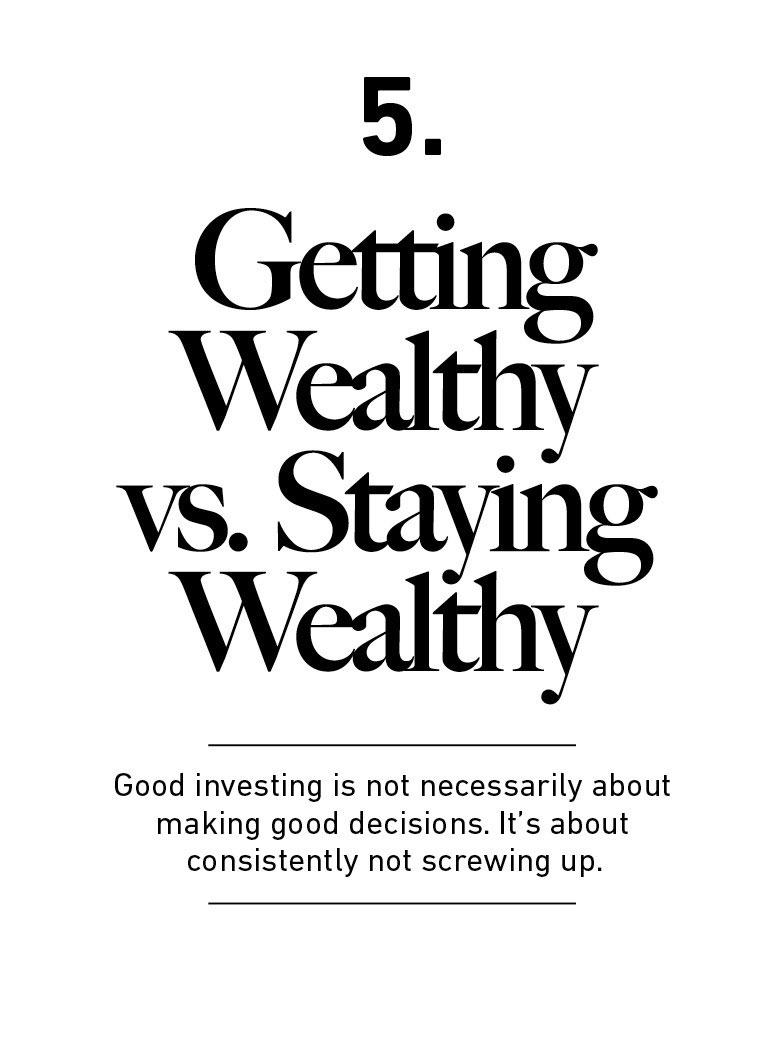 5.
Getting
Wealthy
vs. Staying
Wealthy
Good investing is not necessarily about
making good decisions. It’s about
consistently not screwing up.